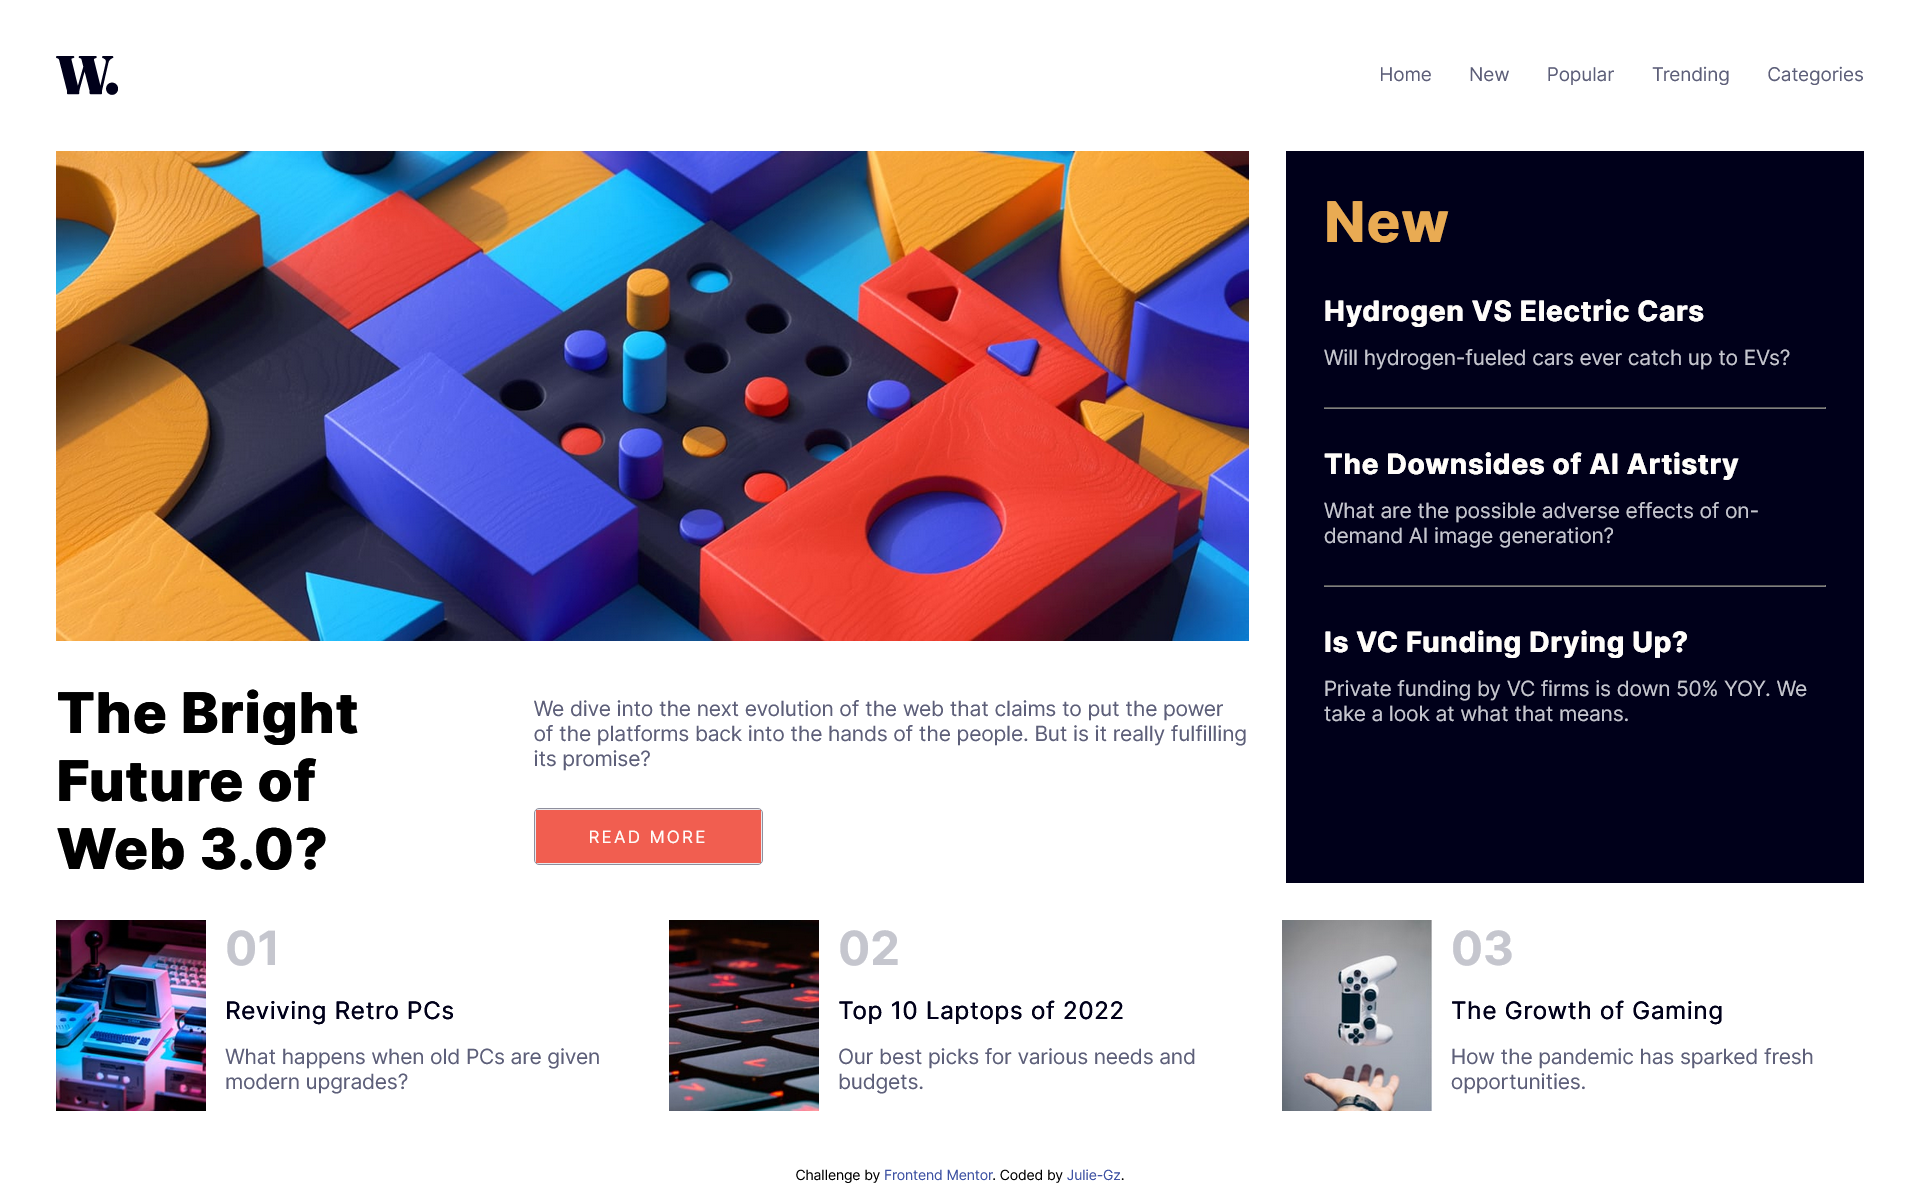 W.
Home New Popular Trending Categories
New
Hydrogen VS Electric Cars
Will hydrogen-fueled cars ever catch up to EVs?
The Downsides of AI Artistry
What are the possible adverse effects of on-
demand AI image generation?
Is VC Funding Drying Up?
Private funding by VC firms is down 50% YOY. We
take a look at what that means.
The Bright
Future of
Web 3.0?
We dive into the next evolution of the web that claims to put the power
of the platforms back into the hands of the people. But is it really fulfilling
its promise?
READ MORE
01
Reviving Retro PCs
What happens when old PCs are given
modern upgrades?
02
Top 10 Laptops of 2022
Our best picks for various needs and
budgets.
03
The Growth of Gaming
How the pandemic has sparked fresh
opportunities.
Challenge by Frontend Mentor. Coded by Julie-Gz.